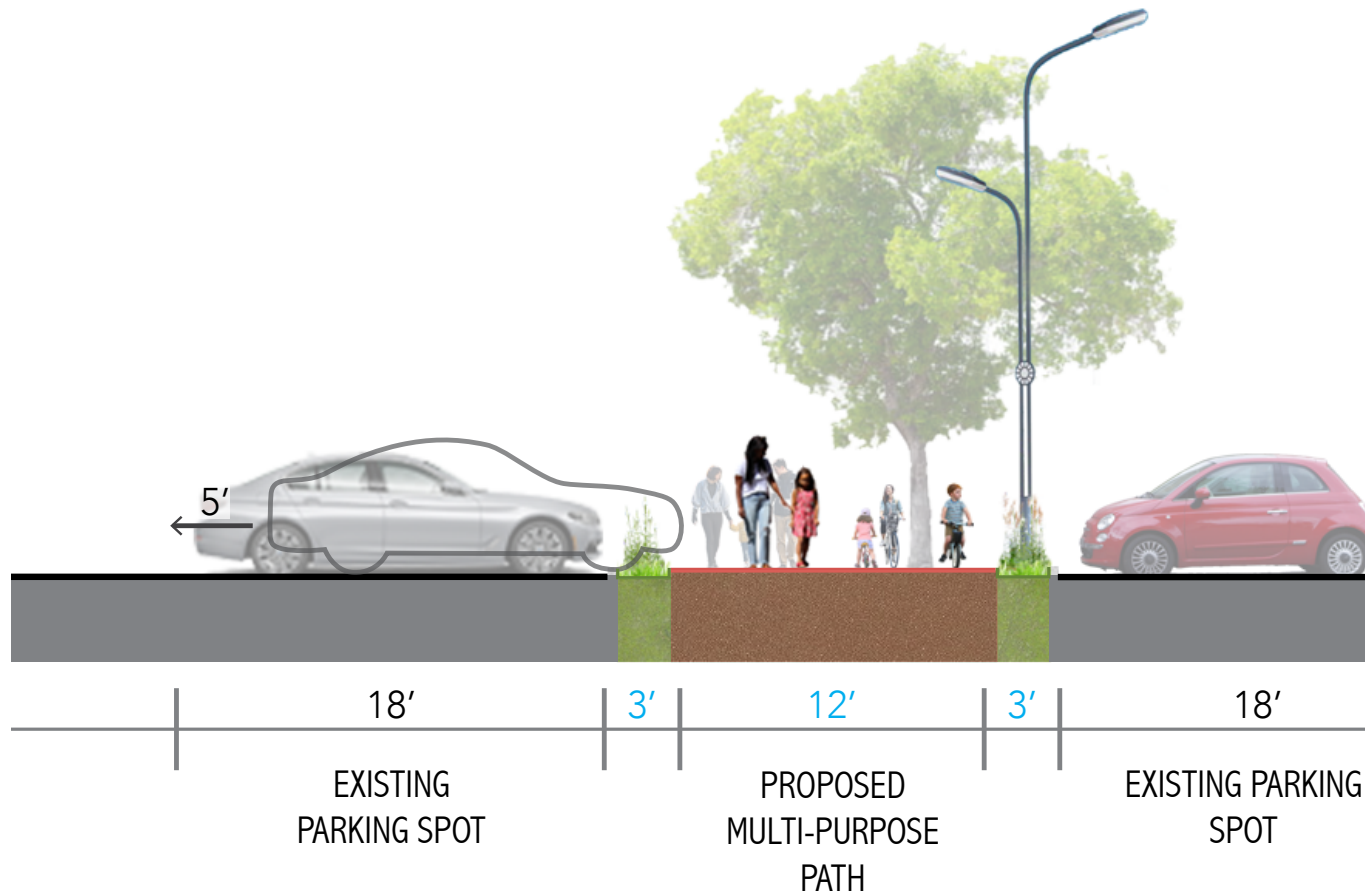 5’
18’
3’
12’
3’
18’
EXISTING
PARKING SPOT
PROPOSED
MULTI-PURPOSE
PATH
EXISTING PARKING
SPOT